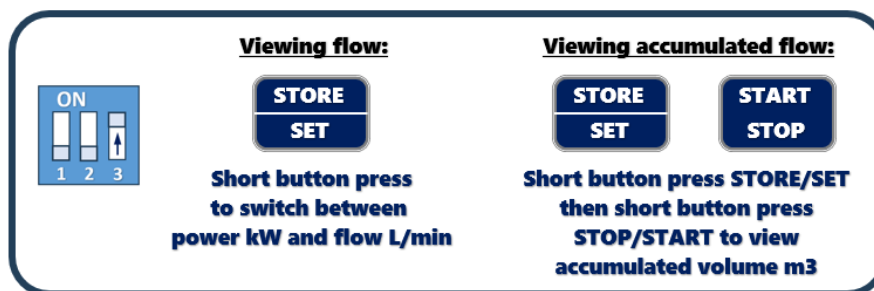 ON
1 2 3
Viewing flow:
STORE
SET
Short button press
to switch between
power kW and flow L/min
Viewing accumulated flow:
STORE
SET
START
STOP
Short button press STORE/SET
then short button press
STOP/START to view
accumulated volume m3